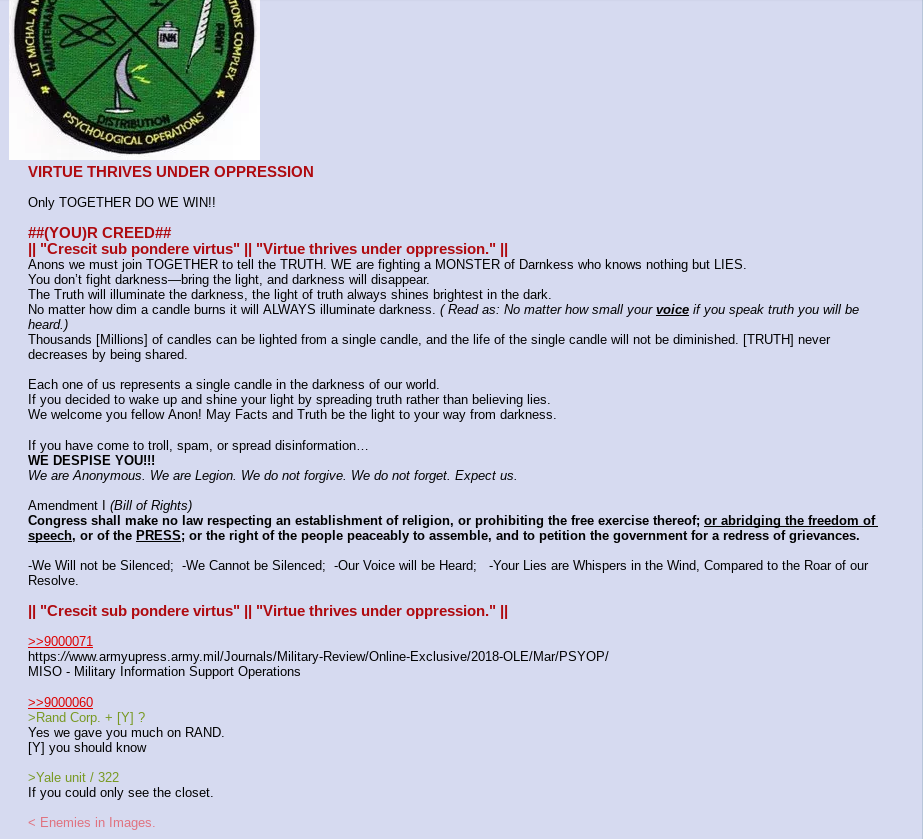 1LT MICHAL A M
MAINTENANC
H
INK
PRINT
TIONS COMPLEX
DISTRIBUTION
PSYCHOLOGICAL OPERATIONS
VIRTUE THRIVES UNDER OPPRESSION
Only TOGETHER DO WE WIN!!
##(YOU)R CREED##
|| "Crescit sub pondere virtus" || "Virtue thrives under oppression." ||
Anons we must join TOGETHER to tell the TRUTH. WE are fighting a MONSTER of Darnkess who knows nothing but LIES.
You don’t fight darkness—bring the light, and darkness will disappear.
The Truth will illuminate the darkness, the light of truth always shines brightest in the dark.
No matter how dim a candle burns it will ALWAYS illuminate darkness. ( Read as: No matter how small your voice if you speak truth you will be
heard.)
Thousands [Millions] of candles can be lighted from a single candle, and the life of the single candle will not be diminished. [TRUTH] never
decreases by being shared.
Each one of us represents a single candle in the darkness of our world.
If you decided to wake up and shine your light by spreading truth rather than believing lies.
We welcome you fellow Anon! May Facts and Truth be the light to your way from darkness.
If you have come to troll, spam, or spread disinformation…
WE DESPISE YOU!!!
We are Anonymous. We are Legion. We do not forgive. We do not forget. Expect us.
Amendment I (Bill of Rights)
Congress shall make no law respecting an establishment of religion, or prohibiting the free exercise thereof; or abridging the freedom of
speech, or of the PRESS; or the right of the people peaceably to assemble, and to petition the government for a redress of grievances.
-We Will not be Silenced;  -We Cannot be Silenced;  -Our Voice will be Heard;   -Your Lies are Whispers in the Wind, Compared to the Roar of our
Resolve.
|| "Crescit sub pondere virtus" || "Virtue thrives under oppression." ||
>>9000071
https://www.armyupress.army.mil/Journals/Military-Review/Online-Exclusive/2018-OLE/Mar/PSYOP/
MISO - Military Information Support Operations
>>9000060
>Rand Corp. + [Y] ?
Yes we gave you much on RAND.
[Y] you should know
>Yale unit / 322
If you could only see the closet.
< Enemies in Images.